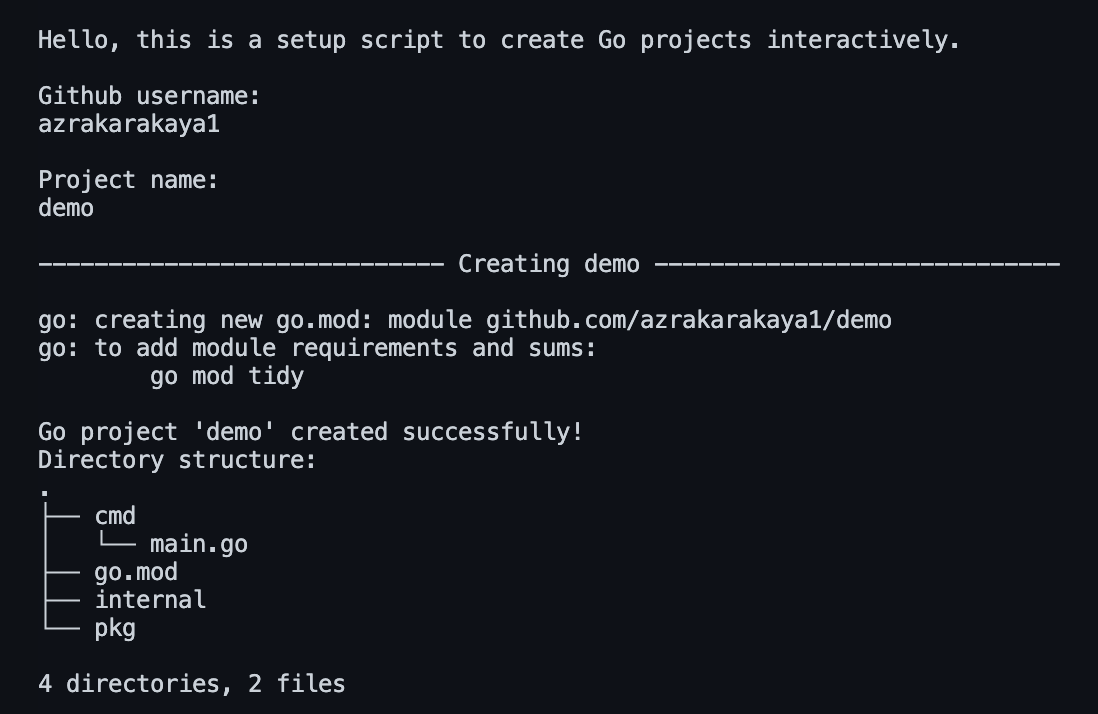 Hello, this is a setup script to create Go projects interactively.
Github username:
azrakarakaya1
Project name:
demo
───────────────────────────── Creating demo ─────────────────────────────
go: creating new go.mod: module github.com/azrakarakaya1/demo
go: to add module requirements and sums:
        go mod tidy
Go project 'demo' created successfully!
Directory structure:
.
├── cmd
│   └── main.go
├── go.mod
├── internal
└── pkg
4 directories, 2 files